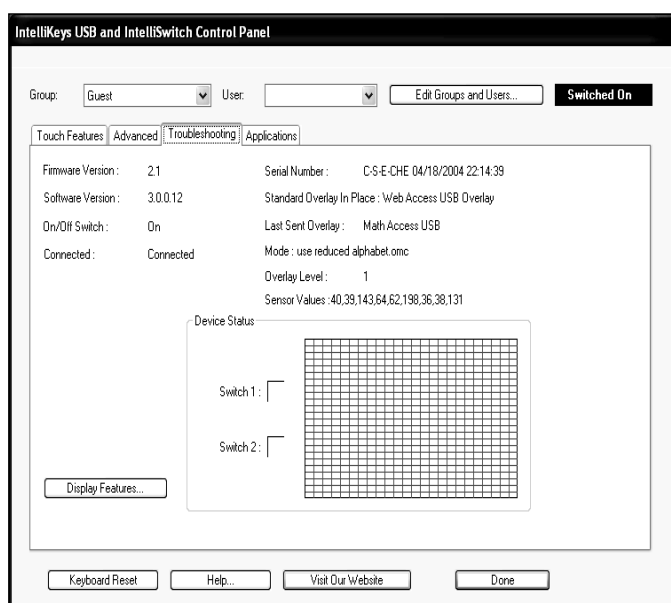 IntelliKeys USB and IntelliSwitch Control Panel
Group: Guest User: Edit Groups and Users... Switched On
Touch Features Advanced Troubleshooting Applications
Firmware Version : 2.1 Serial Number : C-S-E-CHE 04/18/2004 22:14:39
Software Version : 3.0.0.12 Standard Overlay In Place : Web Access USB Overlay
On/Off Switch : On Last Sent Overlay : Math Access USB
Connected : Connected Mode : use reduced alphabet.omc
Overlay Level : 1
Sensor Values :40,39,143,64,62,198,36,38,131
Device Status
Switch 1 :
Switch 2 :
Display Features...
Keyboard Reset Help... Visit Our Website Done